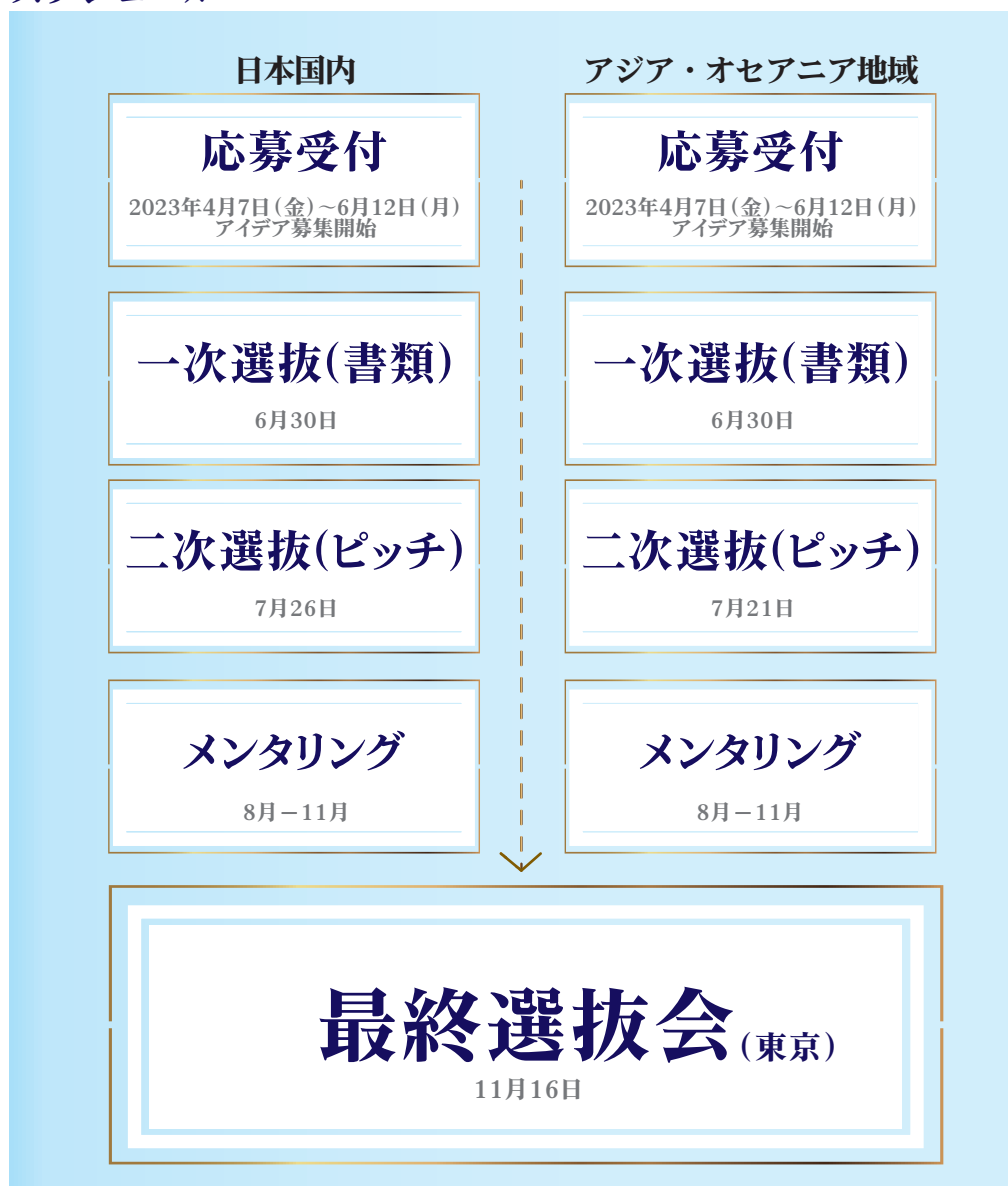 日本国内
応募受付
2023年4月7日(金)～6月12日(月)
アイデア募集開始
一次選抜(書類)
6月30日
二次選抜(ピッチ)
7月26日
メンタリング
8月－11月
アジア・オセアニア地域
応募受付
2023年4月7日(金)～6月12日(月)
アイデア募集開始
一次選抜(書類)
6月30日
二次選抜(ピッチ)
7月21日
メンタリング
8月－11月
最終選抜会(東京)
11月16日